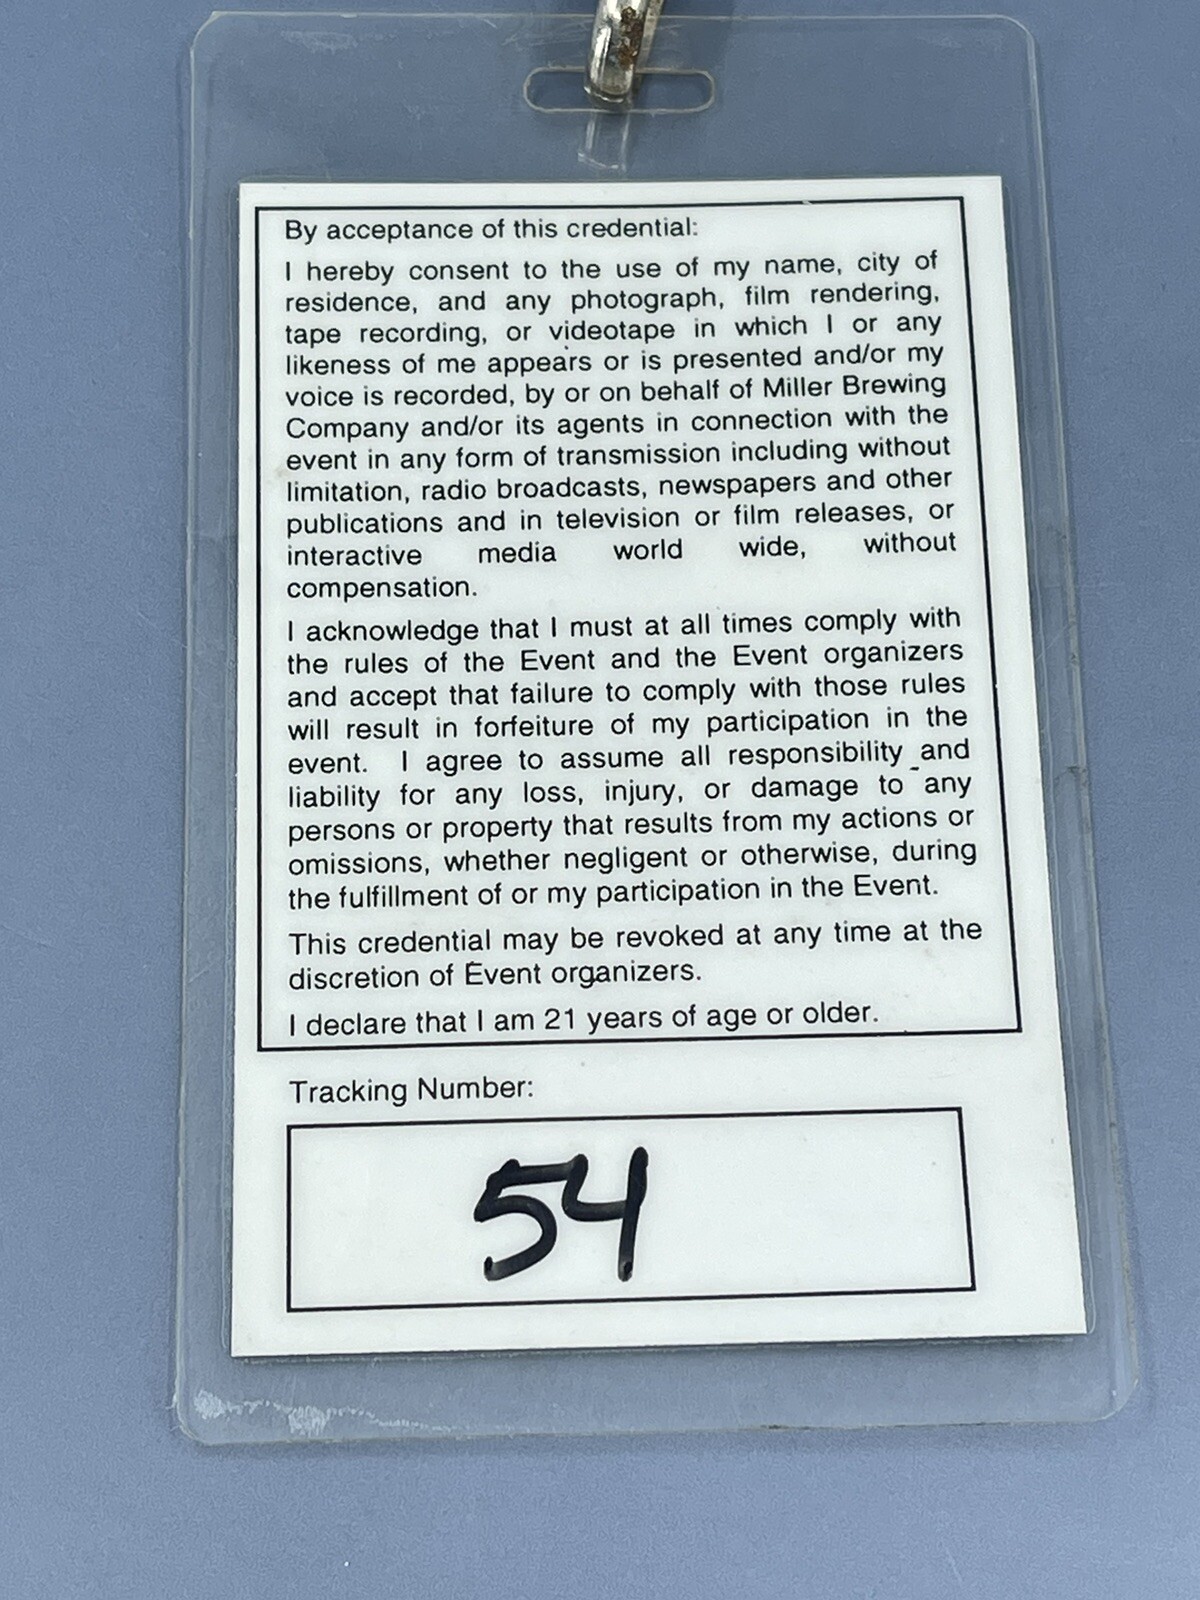 By acceptance of this credential:
I hereby consent to the use of my name, city of
residence, and any photograph, film rendering,
tape recording, or videotape in which I or any
likeness of me appears or is presented and/or my
voice is recorded, by or on behalf of Miller Brewing
Company and/or its agents in connection with the
event in any form of transmission including without
limitation, radio broadcasts, newspapers and other
publications and in television or film releases, or
interactive media world wide, without
compensation.
I acknowledge that I must at all times comply with
the rules of the Event and the Event organizers
and accept that failure to comply with those rules
will result in forfeiture of my participation in the
event. I agree to assume all responsibility and
liability for any loss, injury, or damage to any
persons or property that results from my actions or
omissions, whether negligent or otherwise, during
the fulfillment of or my participation in the Event.
This credential may be revoked at any time at the
discretion of Event organizers.
I declare that I am 21 years of age or older.
Tracking Number:
54